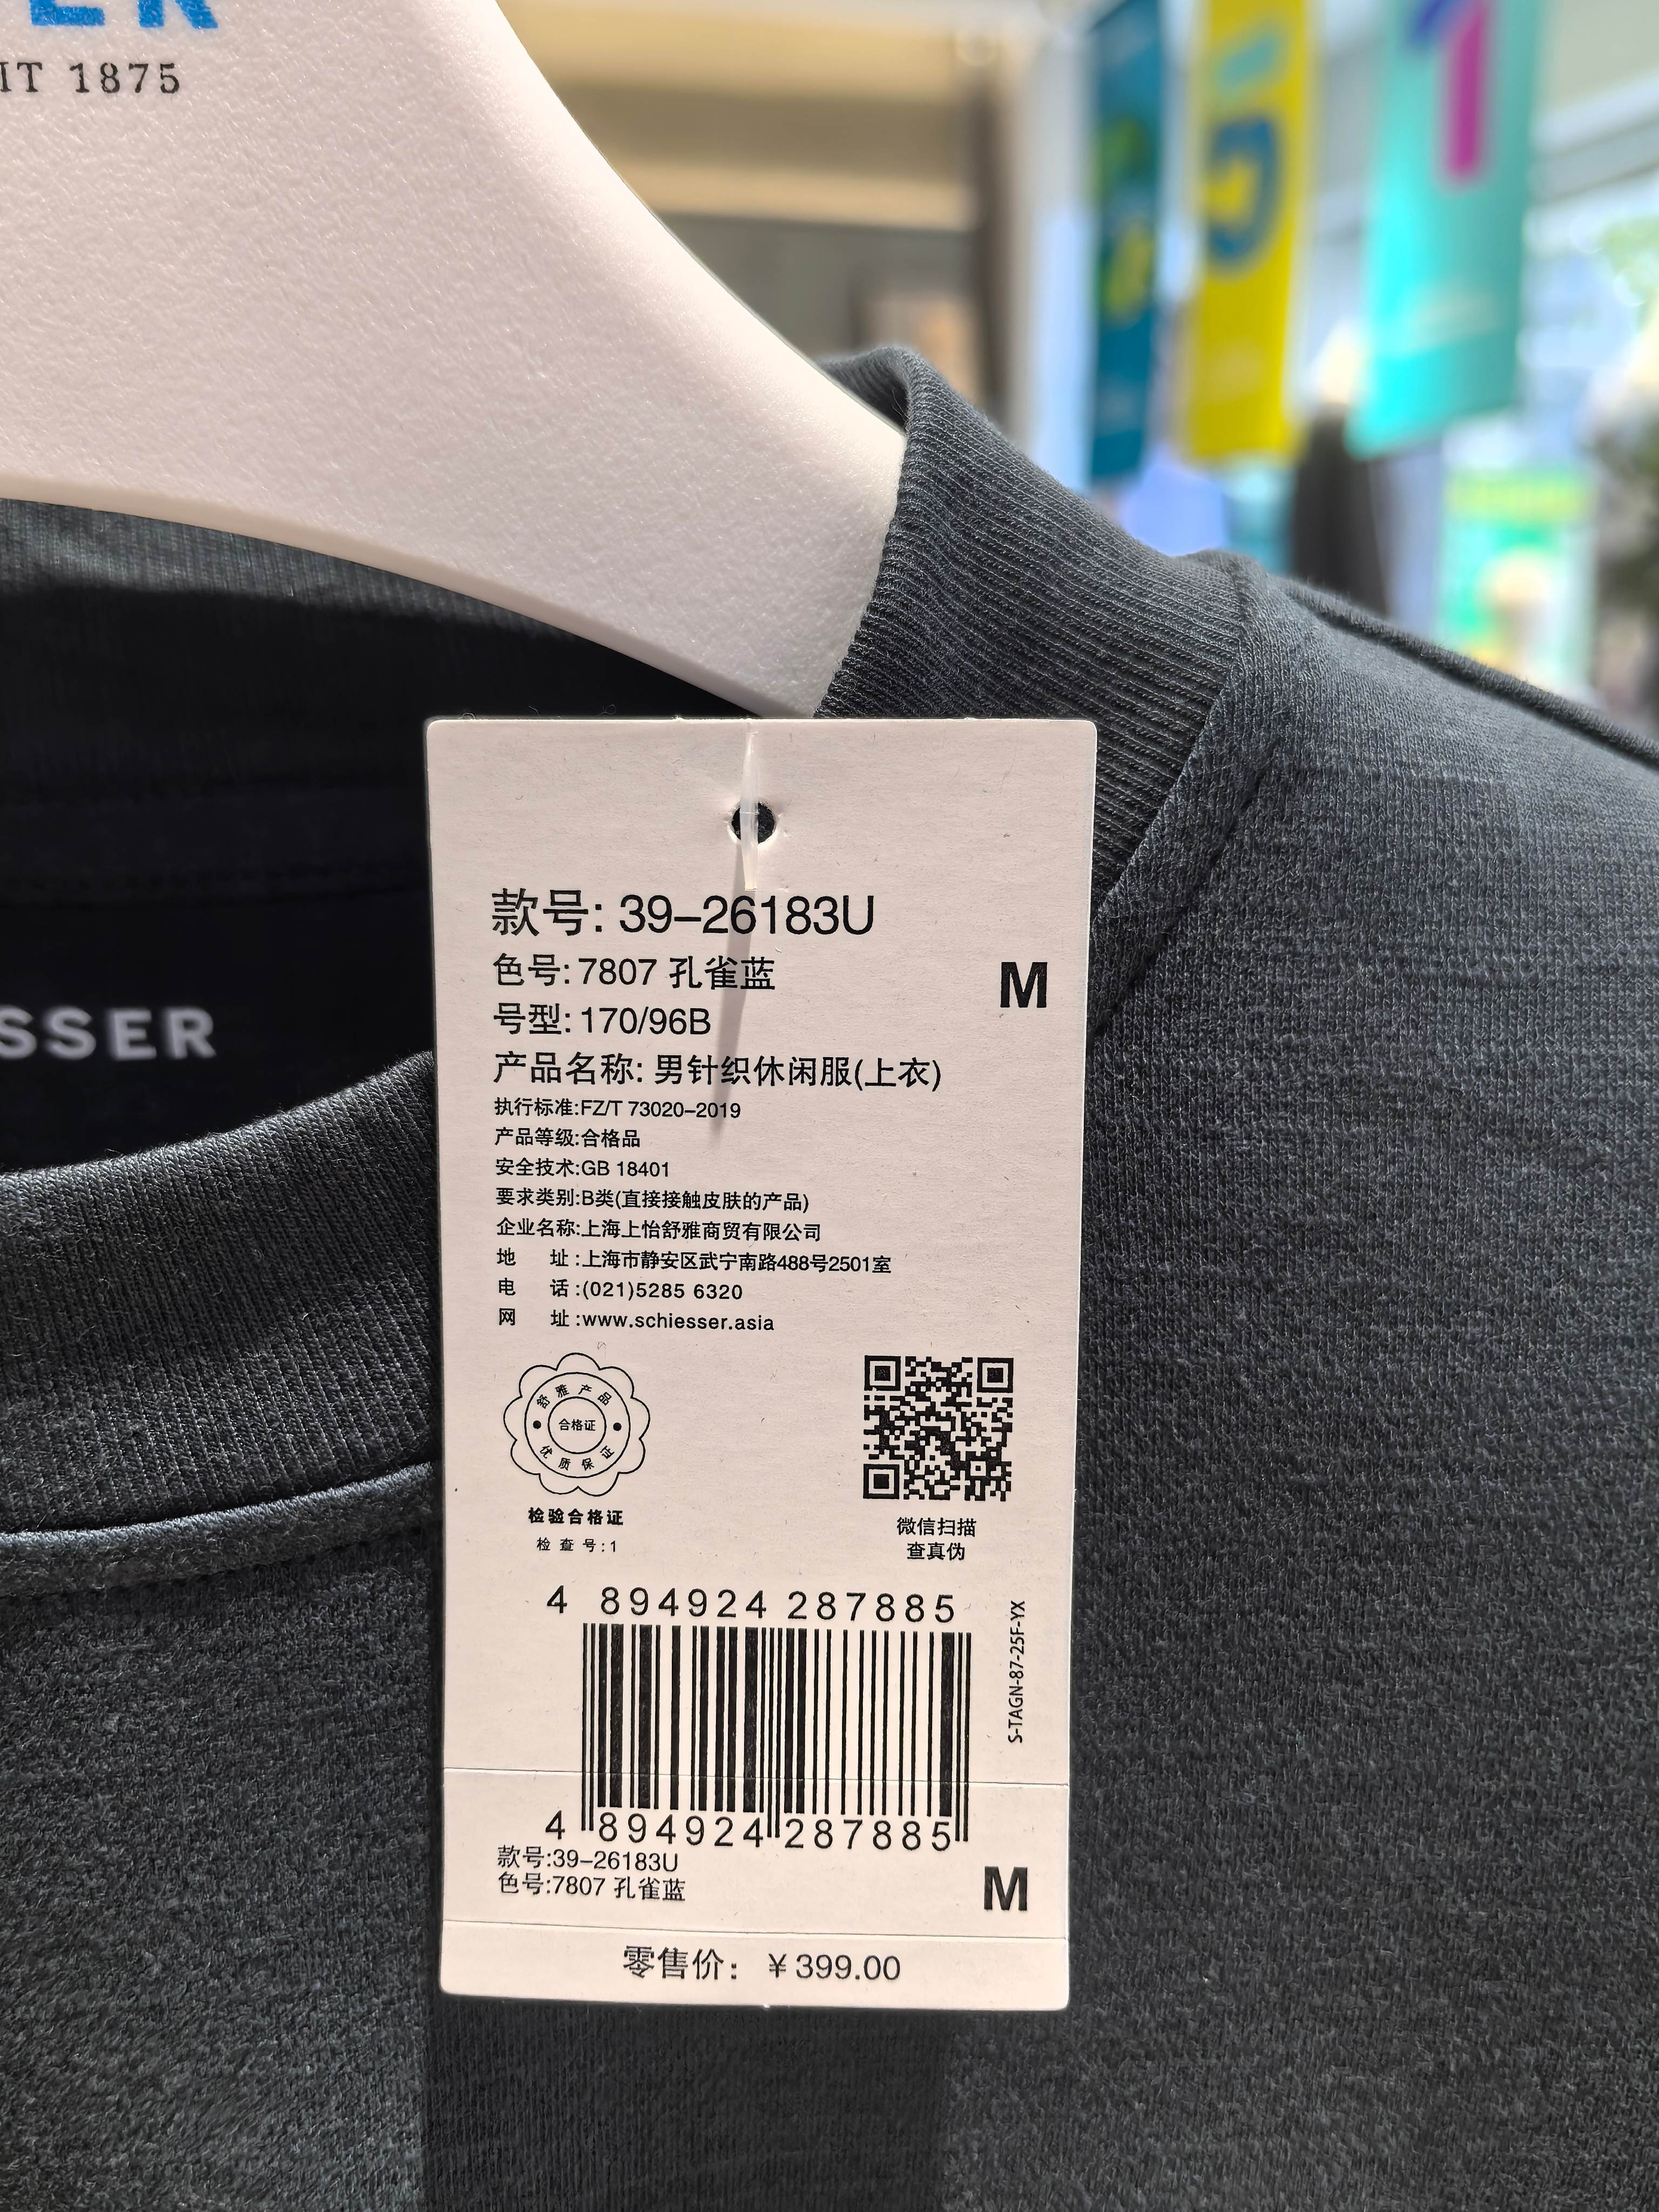 ER
IT 1875
5
1
SSER
款号: 39-26183U
色号: 7807 孔雀蓝
M
号型: 170/96B
产品名称: 男针织休闲服(上衣)
执行标准:FZ/T 73020-2019
产品等级:合格品
安全技术:GB 18401
要求类别:B类(直接接触皮肤的产品)
企业名称:上海上怡舒雅商贸有限公司
地 址:上海市静安区武宁南路488号2501室
电 话:(021)5285 6320
网 址:www.schiesser.asia
舒雅产品
合格证
优质保证
检验合格证
检查号:1
微信扫描
查真伪
4 894924 287885
S-TAGN-87-25F-YX
4 894924 287885
款号:39-26183U
色号:7807 孔雀蓝
M
零售价: ¥399.00